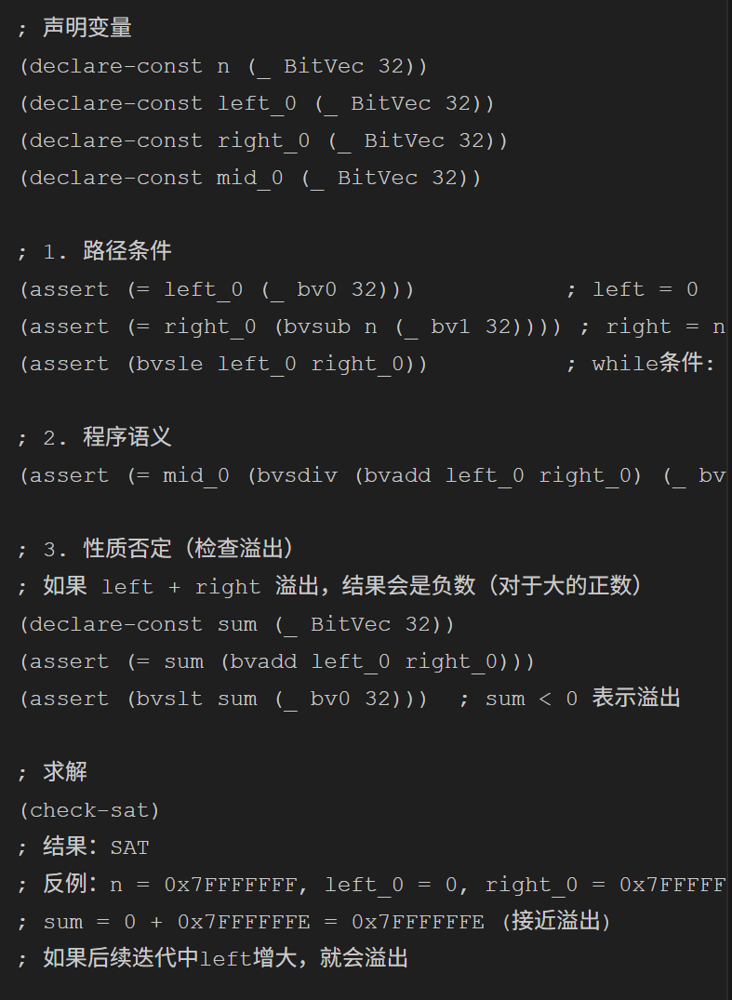 ; 声明变量
(declare-const n (_ BitVec 32))
(declare-const left_0 (_ BitVec 32))
(declare-const right_0 (_ BitVec 32))
(declare-const mid_0 (_ BitVec 32))
; 1. 路径条件
(assert (= left_0 (_ bv0 32)))          ; left = 0
(assert (= right_0 (bvsub n (_ bv1 32)))) ; right = n
(assert (bvsle left_0 right_0))          ; while条件:
; 2. 程序语义
(assert (= mid_0 (bvsdiv (bvadd left_0 right_0) (_ bv
; 3. 性质否定（检查溢出）
; 如果 left + right 溢出，结果会是负数（对于大的正数）
(declare-const sum (_ BitVec 32))
(assert (= sum (bvadd left_0 right_0)))
(assert (bvslt sum (_ bv0 32)))  ; sum < 0 表示溢出
; 求解
(check-sat)
; 结果：SAT
; 反例：n = 0x7FFFFFFF, left_0 = 0, right_0 = 0x7FFFFF
; sum = 0 + 0x7FFFFFFE = 0x7FFFFFFE (接近溢出)
; 如果后续迭代中left增大，就会溢出